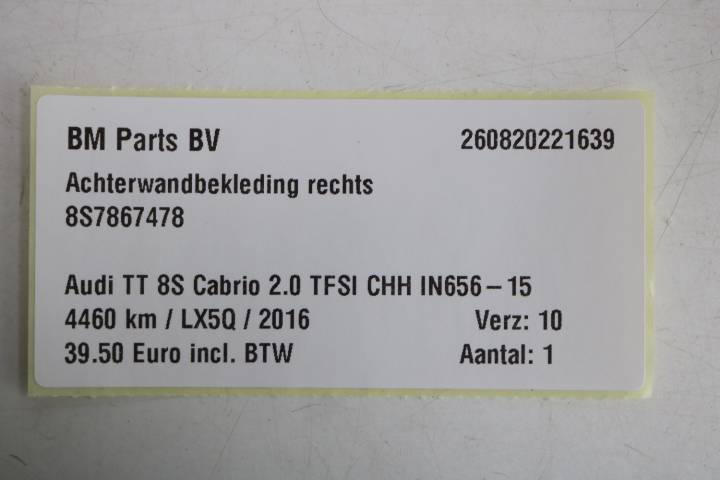 BM Parts BV 260820221639
Achterwandbekleding rechts
8S7867478
Audi TT 8S Cabrio 2.0 TFSI CHH IN656-15
4460 km / LX5Q / 2016 Verz: 10
39.50 Euro incl. BTW Aantal: 1